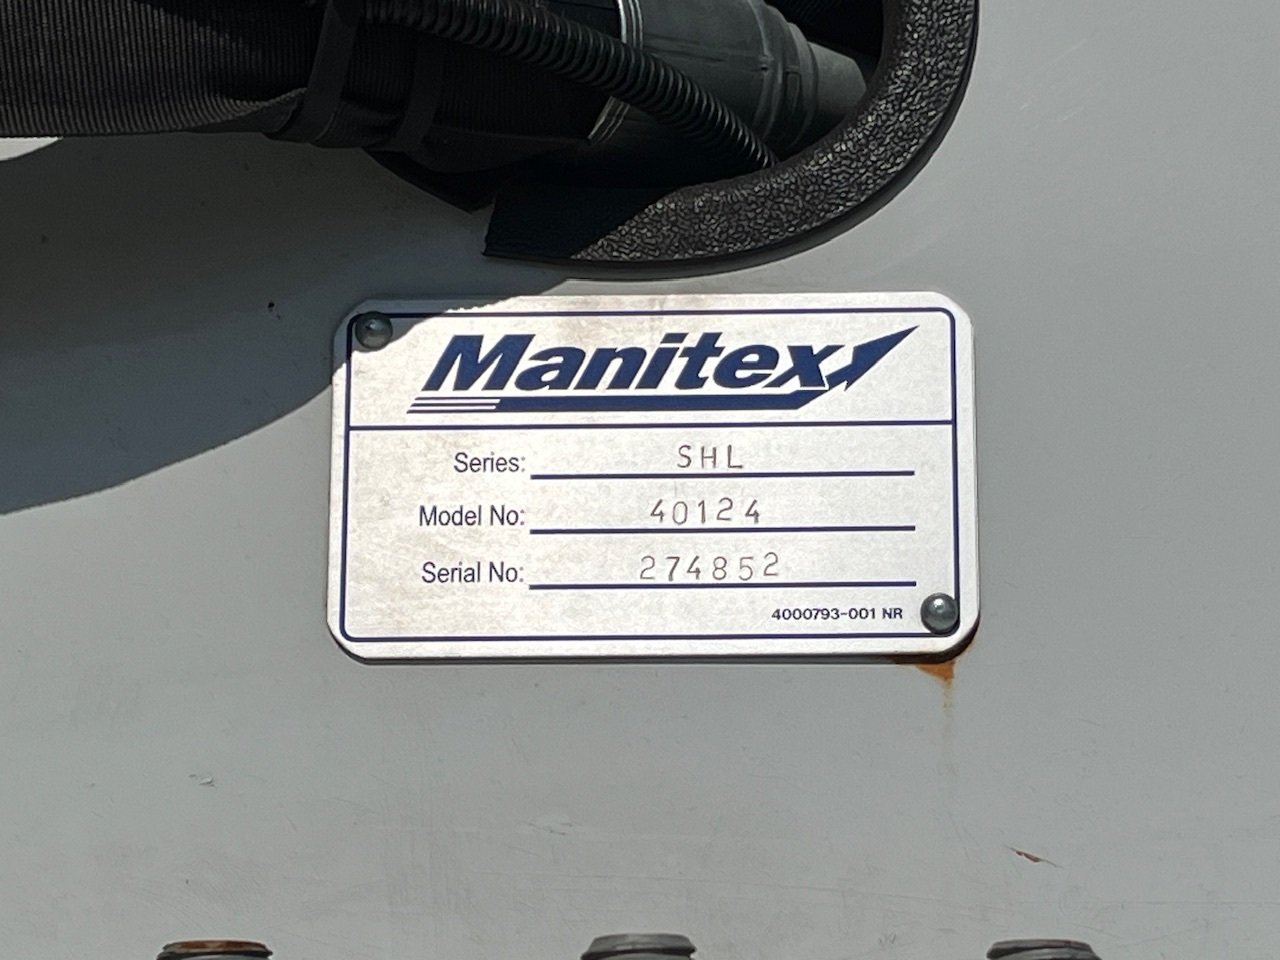 Manitex
Series: SHL
Model No: 40124
Serial No: 274852
4000793-001 NR